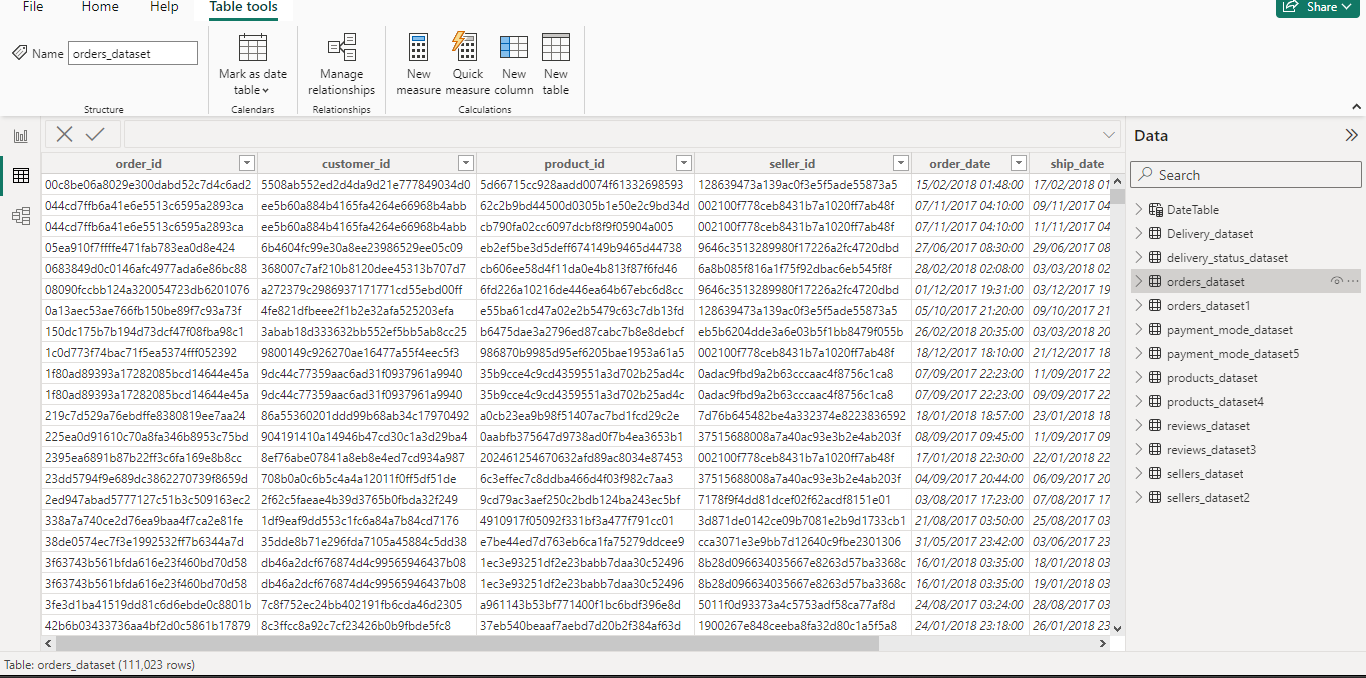 File Home Help Table tools Share
Name orders_dataset
Mark as date table
Manage relationships
New measure
Quick measure
New column
New table
Structure Calendars Relationships Calculations
order_id customer_id product_id seller_id order_date ship_date
00c8be06a8029e300dabd52c7d4c6ad2 5508ab552ed2d4da9d21e777849034d0 5d66715cc928aadd0074f61332698593 128639473a139ac0f3e5f5ade55873a5 15/02/2018 01:48:00 17/02/2018 01
044cd7ffb6a41e6e5513c6595a2893ca ee5b60a884b4165fa4264e66968b4abb 62c2b9bd44500d0305b1e50e2c9bd34d 002100f778ceb8431b7a1020ff7ab48f 07/11/2017 04:10:00 09/11/2017 04
044cd7ffb6a41e6e5513c6595a2893ca ee5b60a884b4165fa4264e66968b4abb cb790fa02cc6097dcbf8f9f05904a005 002100f778ceb8431b7a1020ff7ab48f 07/11/2017 04:10:00 11/11/2017 04
05ea910f7ffffe471fab783ea0d8e424 6b4604fc99e30a8ee23986529ee05c09 eb2ef5be3d5deff674149b9465d44738 9646c3513289980f17226a2fc4720dbd 27/06/2017 08:30:00 29/06/2017 08
0683849d0c0146afc4977ada6e86bc88 368007c7af210b8120dee45313b707d7 cb606ee58d4f11da0e4b813f87f6fd46 6a8b085f816a1f75f92dbac6eb545f8f 28/02/2018 02:08:00 03/03/2018 02
08090fccbb124a320054723db6201076 a272379c2986937171771cd55ebd00ff 6fd226a10216de446ea64b67ebc6d8cc 9646c3513289980f17226a2fc4720dbd 01/12/2017 19:31:00 03/12/2017 19
0a13aec53ae766fb150be89f7c93a73f 4fe821dfbeee2f1b2e32afa525203efa e55ba61cd47a02e2b5479c63c7db13fd 128639473a139ac0f3e5f5ade55873a5 05/10/2017 21:20:00 09/10/2017 21
150dc175b7b194d73dcf47f08fba98c1 3abab18d333632bb552ef5bb5ab8cc25 b6475dae3a2796ed87cabc7b8e8debcf eb5b6204dde3a6e03b5f1bb8479f055b 26/02/2018 20:35:00 03/03/2018 20
1c0d773f74bac71f5ea5374fff052392 9800149c926270ae16477a55f4eec5f3 986870b9985d95ef6205bae1953a61a5 002100f778ceb8431b7a1020ff7ab48f 18/12/2017 18:10:00 21/12/2017 18
1f80ad89393a17282085bcd14644e45a 9dc44c77359aac6ad31f0937961a9940 35b9cce4c9cd4359551a3d702b25ad4c 0adac9fbd9a2b63cccaac4f8756c1ca8 07/09/2017 22:23:00 11/09/2017 22
1f80ad89393a17282085bcd14644e45a 9dc44c77359aac6ad31f0937961a9940 35b9cce4c9cd4359551a3d702b25ad4c 0adac9fbd9a2b63cccaac4f8756c1ca8 07/09/2017 22:23:00 09/09/2017 22
219c7d529a76ebdffe8380819ee7aa24 86a55360201ddd99b68ab34c17970492 a0cb23ea9b98f51407ac7bd1fcd29c2e 7d76b645482be4a332374e8223836592 18/01/2018 18:57:00 23/01/2018 18
225ea0d91610c70a8fa346b8953c75bd 904191410a14946b47cd30c1a3d29ba4 0aabfb375647d9738ad0f7b4ea3653b1 37515688008a7a40ac93e3b2e4ab203f 08/09/2017 09:45:00 11/09/2017 09
2395ea6891b87b22ff3c6fa169e8b8cc 8ef76abe07841a8eb8e4ed7cd934a987 202461254670632afd89ac8034e87453 002100f778ceb8431b7a1020ff7ab48f 17/01/2018 22:30:00 22/01/2018 22
23dd5794f9e689dc3862270739f8659d 708b0a0c6b5c4a4a12011f0ff5df51de 6c3effec7c8ddba466d4f03f982c7aa3 37515688008a7a40ac93e3b2e4ab203f 04/09/2017 20:44:00 06/09/2017 20
2ed947abad5777127c51b3c509163ec2 2f62c5faeae4b39d3765b0fbda32f249 9cd79ac3aef250c2bdb124ba243ec5bf 7178f9f4dd81dcef02f62acdf8151e01 03/08/2017 17:23:00 07/08/2017 17
338a7a740ce2d76ea9baa4f7ca2e81fe 1df9eaf9dd553c1fc6a84a7b84cd7176 4910917f05092f331bf3a477f791cc01 3d871de0142ce09b7081e2b9d1733cb1 21/08/2017 03:50:00 25/08/2017 03
38de0574ec7f3e1992532ff7b6344a7d 35dde8b71e296fda7105a45884c5dd38 e7be44ed7d763eb6ca1fa75279ddcee9 cca3071e3e9bb7d12640c9fbe2301306 31/05/2017 23:42:00 03/06/2017 23
3f63743b561bfda616e23f460bd70d58 db46a2dcf676874d4c99565946437b08 1ec3e93251df2e23babb7daa30c52496 8b28d096634035667e8263d57ba3368c 16/01/2018 03:35:00 18/01/2018 03
3f63743b561bfda616e23f460bd70d58 db46a2dcf676874d4c99565946437b08 1ec3e93251df2e23babb7daa30c52496 8b28d096634035667e8263d57ba3368c 16/01/2018 03:35:00 19/01/2018 03
3fe3d1ba41519dd81c6d6ebde0c8801b 7c8f752ec24bb402191fb6cda46d2305 a961143b53bf771400f1bc6bdf396e8d 5011f0d93373a4c5753adf58ca77af8d 24/08/2017 03:24:00 28/08/2017 03
42b6b03433736aa4bf2d0c5861b17879 8c3ffcc8a92c7cf23426b0b9fbde5fc8 37eb540beaaf7aebd7d20b2f384af63d 1900267e848ceeba8fa32d80c1a5f5a8 24/01/2018 23:18:00 26/01/2018 23
Data
Search
DateTable
Delivery_dataset
delivery_status_dataset
orders_dataset
orders_dataset1
payment_mode_dataset
payment_mode_dataset5
products_dataset
products_dataset4
reviews_dataset
reviews_dataset3
sellers_dataset
sellers_dataset2
Table: orders_dataset (111,023 rows)